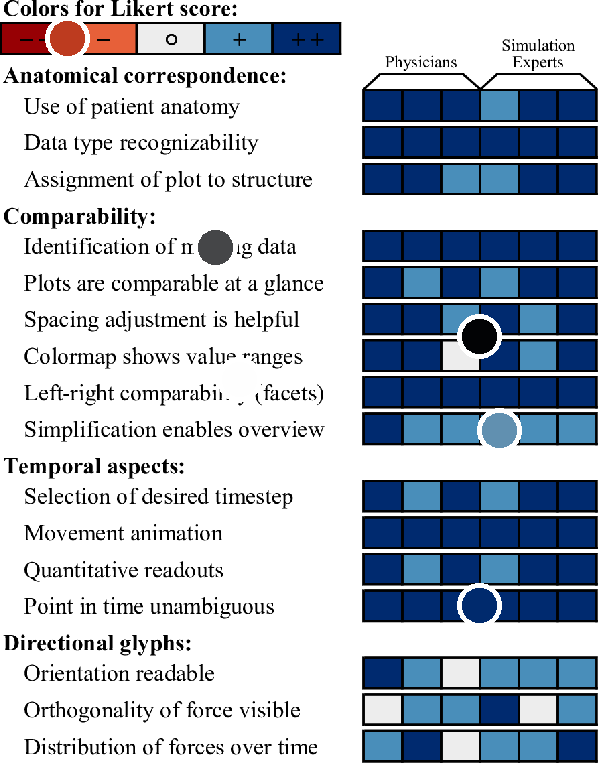 Colors for Likert score:
− o + ++
Physicians
Simulation
Experts
Anatomical correspondence:
Use of patient anatomy
Data type recognizability
Assignment of plot to structure
Comparability:
Identification of data
Plots are comparable at a glance
Spacing adjustment is helpful
Colormap shows value ranges
Left-right comparability (facets)
Simplification enables overview
Temporal aspects:
Selection of desired timestep
Movement animation
Quantitative readouts
Point in time unambiguous
Directional glyphs:
Orientation readable
Orthogonality of force visible
Distribution of forces over time